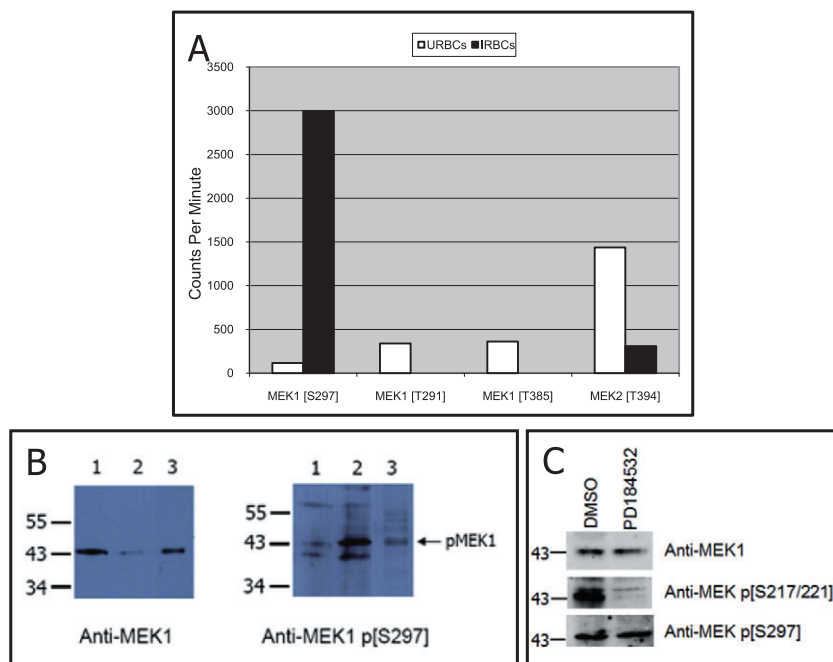 A
URBCs IRBCs
3500
3000
2500
2000
1500
1000
500
0
Counts Per Minute
MEK1 [S297] MEK1 [T291] MEK1 [T385] MEK2 [T394]
B
1 2 3
55
43
34
Anti-MEK1
1 2 3
55
43
34
pMEK1
Anti-MEK1 p[S297]
C
DMSO PD184532
43 Anti-MEK1
43 Anti-MEK p[S217/221]
43 Anti-MEK p[S297]